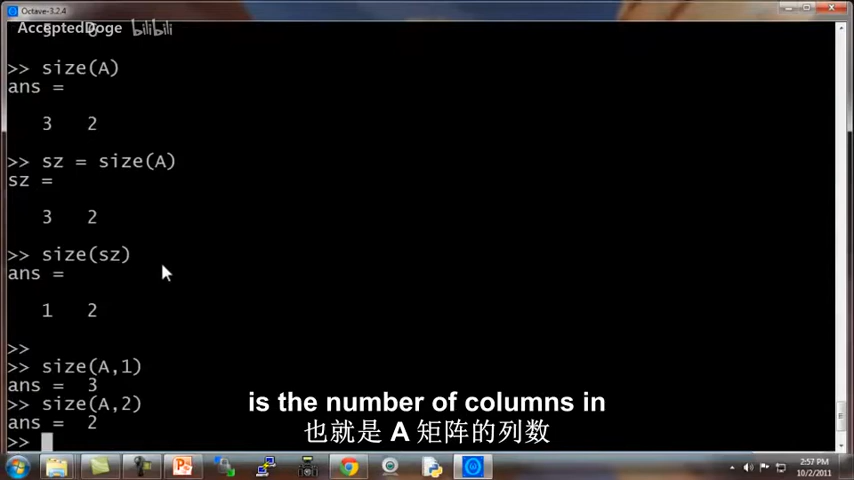 Octave-3.2.4
AcceptedDoge bilibili
>> size(A)
ans =
3 2
>> sz = size(A)
sz =
3 2
>> size(sz)
ans =
1 2
>>
>> size(A,1)
ans = 3
>> size(A,2)
ans = 2
>>
is the number of columns in
也就是 A 矩阵的列数
2:57 PM
10/2/2011